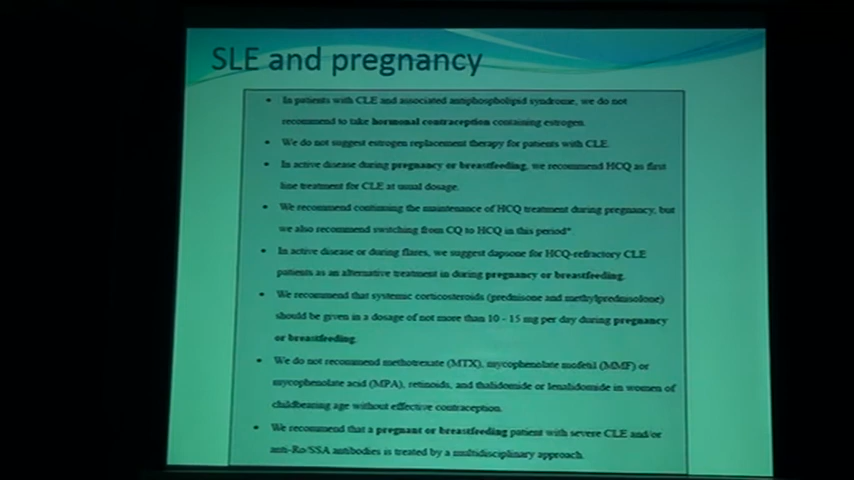 SLE and pregnancy
• In patients with CLE and associated antiphospholipid syndrome, we do not
recommend to take hormonal contraception containing estrogen.
• We do not suggest estrogen replacement therapy for patients with CLE.
• In active disease during pregnancy or breastfeeding, we recommend HCQ as first
line treatment for CLE at usual dosage.
• We recommend continuing the maintenance of HCQ treatment during pregnancy, but
we also recommend switching from CQ to HCQ in this period*
• In active disease or during flares, we suggest dapsone for HCQ-refractory CLE
patients as an alternative treatment in during pregnancy or breastfeeding.
• We recommend that systemic corticosteroids (prednisone and methylprednisolone)
should be given in a dosage of not more than 10 - 15 mg per day during pregnancy
or breastfeeding.
• We do not recommend methotrexate (MTX), mycophenolate mofetil (MMF) or
mycophenolate acid (MPA), retinoids, and thalidomide or lenalidomide in women of
childbearing age without effective contraception.
• We recommend that a pregnant or breastfeeding patient with severe CLE and/or
anti-Ro/SSA antibodies is treated by a multidisciplinary approach.